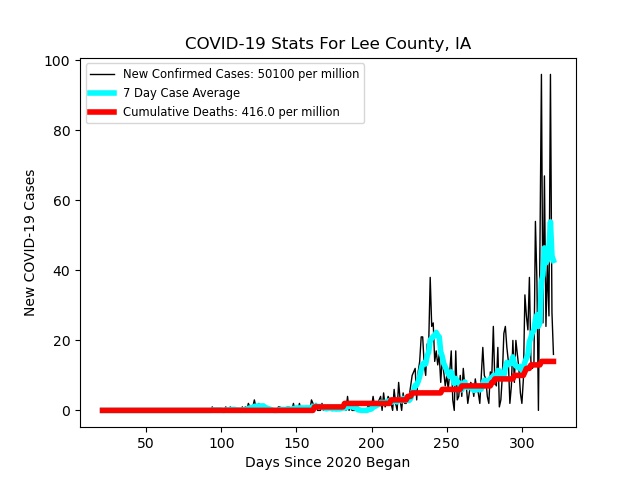 COVID-19 Stats For Lee County, IA
New Confirmed Cases: 50100 per million
7 Day Case Average
Cumulative Deaths: 416.0 per million
New COVID-19 Cases
100
80
60
40
20
0
50 100 150 200 250 300
Days Since 2020 Began